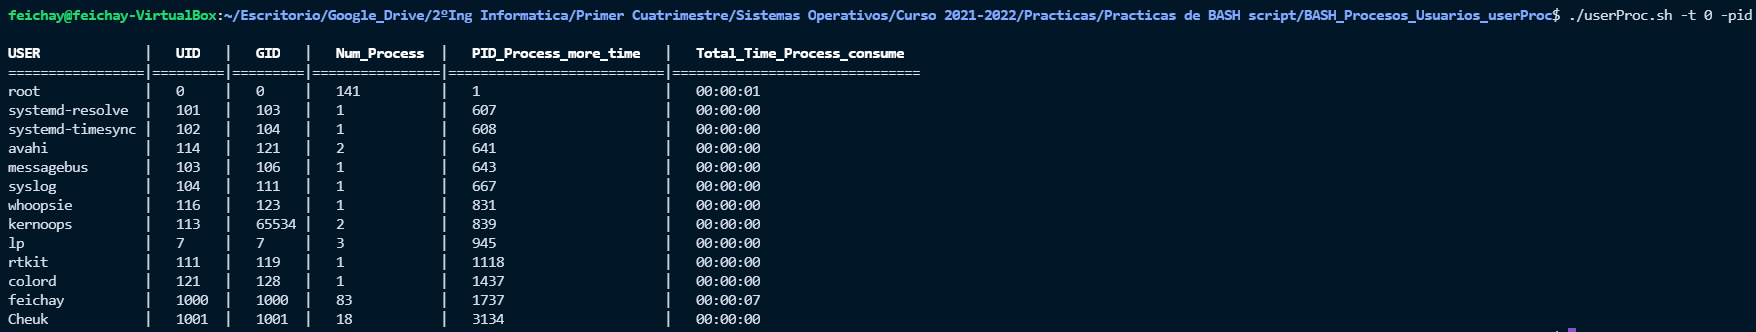 feichay@feichay-VirtualBox:~/Escritorio/Google_Drive/2ºIng Informatica/Primer Cuatrimestre/Sistemas Operativos/Curso 2021-2022/Practicas/Practicas de BASH script/BASH_Procesos_Usuarios_userProc$ ./userProc.sh -t 0 -pid
USER | UID | GID | Num_Process | PID_Process_more_time | Total_Time_Process_consume
=================|=========|=========|================|===========================|===============================
root | 0 | 0 | 141 | 1 | 00:00:01
systemd-resolve | 101 | 103 | 1 | 607 | 00:00:00
systemd-timesync | 102 | 104 | 1 | 608 | 00:00:00
avahi | 114 | 121 | 2 | 641 | 00:00:00
messagebus | 103 | 106 | 1 | 643 | 00:00:00
syslog | 104 | 111 | 1 | 667 | 00:00:00
whoopsie | 116 | 123 | 1 | 831 | 00:00:00
kernoops | 113 | 65534 | 2 | 839 | 00:00:00
lp | 7 | 7 | 3 | 945 | 00:00:00
rtkit | 111 | 119 | 1 | 1118 | 00:00:00
colord | 121 | 128 | 1 | 1437 | 00:00:00
feichay | 1000 | 1000 | 83 | 1737 | 00:00:07
Cheuk | 1001 | 1001 | 18 | 3134 | 00:00:00